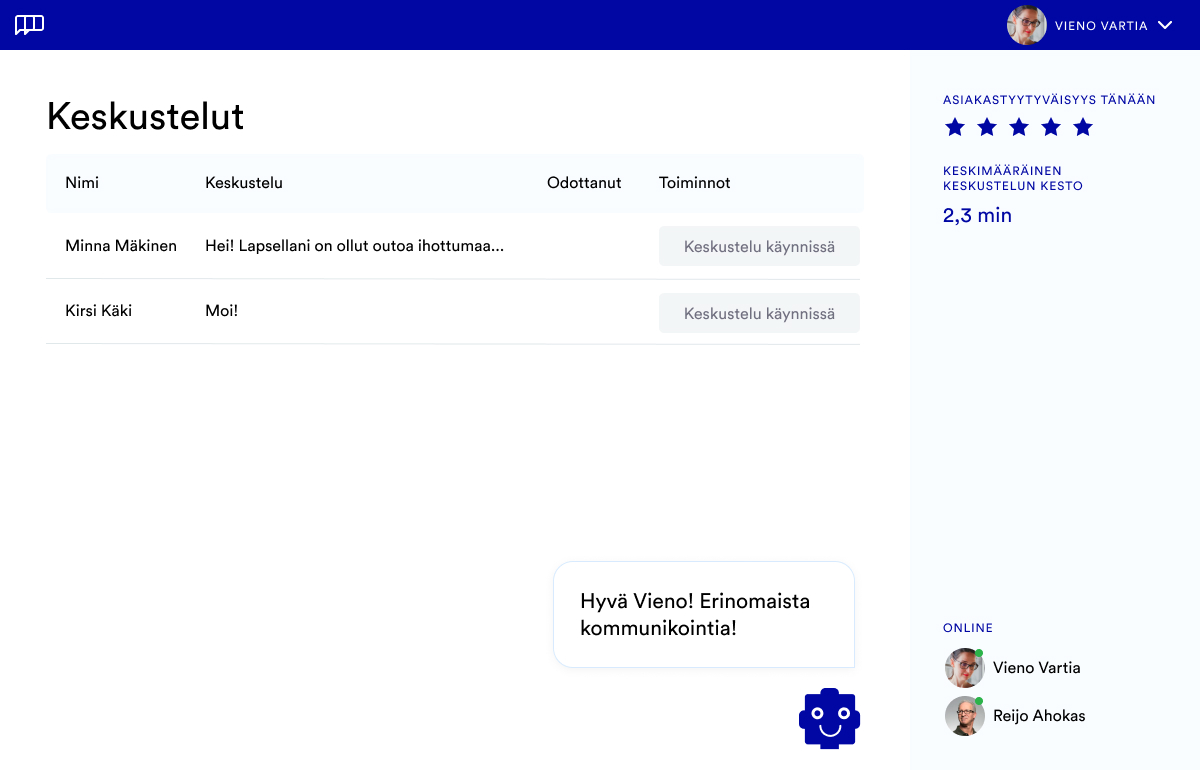 VIENO VARTIA
Keskustelut
Nimi Keskustelu Odottanut Toiminnot
Minna Mäkinen Hei! Lapsellani on ollut outoa ihottumaa... Keskustelu käynnissä
Kirsi Käki Moi! Keskustelu käynnissä
Hyvä Vieno! Erinomaista
kommunikointia!
ASIAKASTYYTYVÄISYYS TÄNÄÄN
KESKIMÄÄRÄINEN
KESKUSTELUN KESTO
2,3 min
ONLINE
Vieno Vartia
Reijo Ahokas